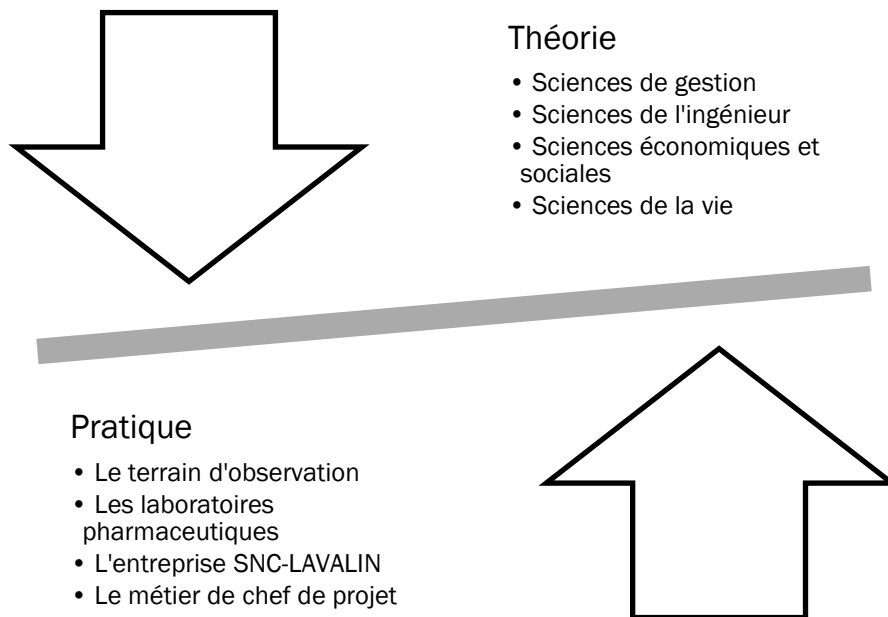 Théorie
• Sciences de gestion
• Sciences de l'ingénieur
• Sciences économiques et
sociales
• Sciences de la vie
Pratique
• Le terrain d'observation
• Les laboratoires
pharmaceutiques
• L'entreprise SNC-LAVALIN
• Le métier de chef de projet